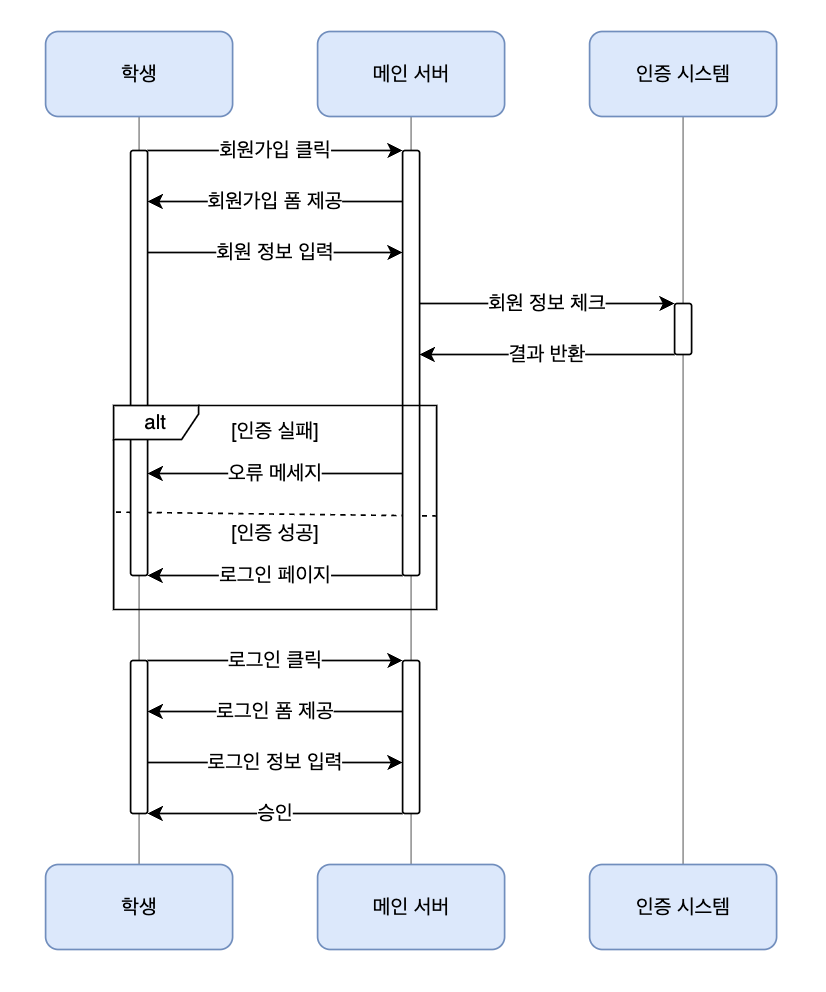 학생
메인 서버
인증 시스템
회원가입 클릭
회원가입 폼 제공
회원 정보 입력
회원 정보 체크
결과 반환
alt
[인증 실패]
오류 메세지
[인증 성공]
로그인 페이지
로그인 클릭
로그인 폼 제공
로그인 정보 입력
승인
학생
메인 서버
인증 시스템